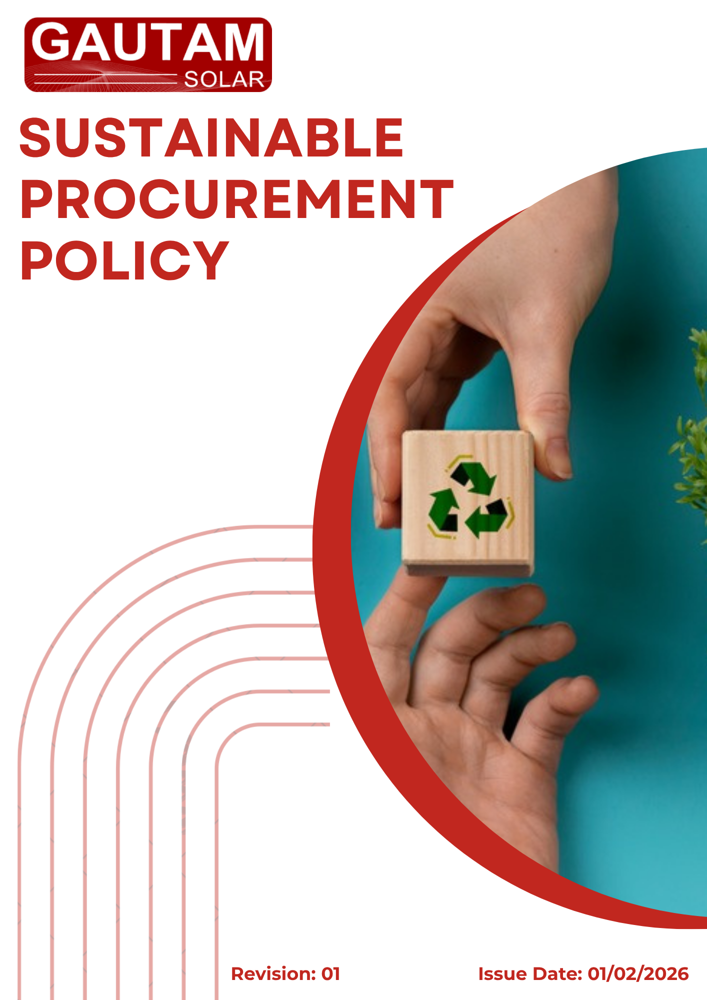 GAUTAM
SOLAR
SUSTAINABLE
PROCUREMENT
POLICY
Revision: 01
Issue Date: 01/02/2026